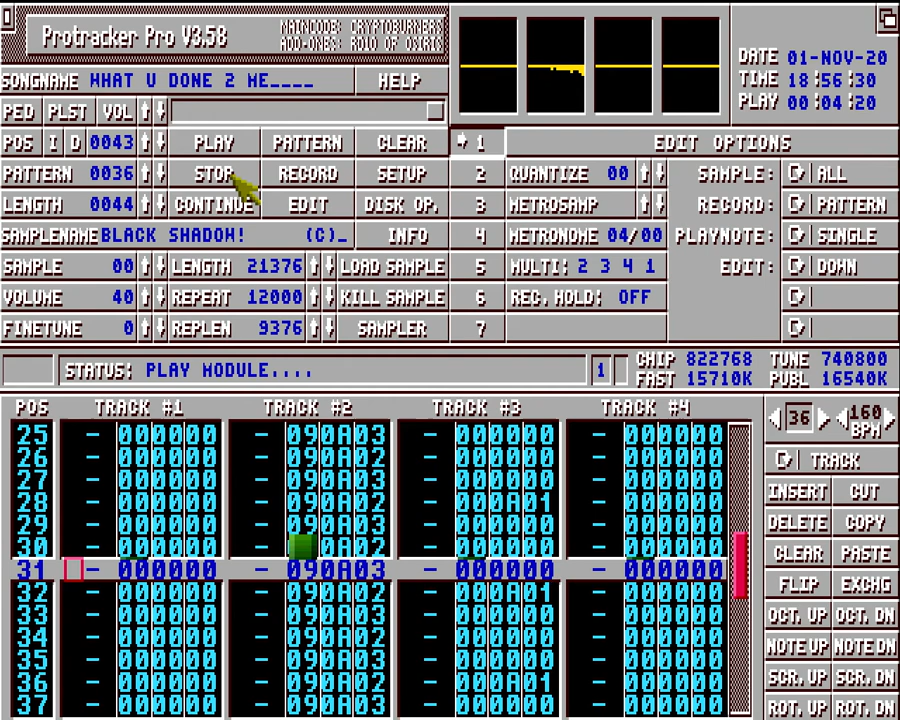 Protracker Pro V3.58
MAINCODE: CRYPTOBURNERS
ADD-ONES:
SONGNAME WHAT U DONE 2 ME____ HELP
DATE 01-NOV-20
TIME 18:56:30
PLAY 00:04:20
PED PLST VOL
POS I D 0043 PLAY PATTERN CLEAR 1 EDIT OPTIONS
PATTERN 0036 STOP RECORD SETUP 2 QUANTIZE 00 SAMPLE: ALL
LENGTH 0044 CONTINUE EDIT DISK OP. 3 METROSAMP RECORD: PATTERN
SAMPLENAME BLACK SHADOW! (C)_ INFO 4 METRONOME 04/00 PLAYNOTE: SINGLE
SAMPLE 00 LENGTH 21376 LOAD SAMPLE 5 MULTI: 2 3 4 1 EDIT: DOWN
VOLUME 40 REPEAT 12000 KILL SAMPLE 6 REC. HOLD: OFF
FINETUNE 0 REPLEN 9376 SAMPLER 7
STATUS: PLAY MODULE.... 1 CHIP 822768 TUNE 740800
FAST 15710K PUBL 16540K
POS TRACK #1 TRACK #2 TRACK #3 TRACK #4 36 160 BPM
25 - 000000 - 090A03 - 000000 - 000000
26 - 000000 - 090A02 - 000000 - 000000
27 - 000000 - 090A03 - 000000 - 000000
28 - 000000 - 090A02 - 000A01 - 000000
29 - 000000 - 090A03 - 000000 - 000000
30 - 000000 - 0A02 - 000000 - 000000
31 - 000000 - 090A03 - 000000 - 000000
32 - 000000 - 090A02 - 000A01 - 000000
33 - 000000 - 090A03 - 000000 - 000000
34 - 000000 - 090A02 - 000000 - 000000
35 - 000000 - 090A03 - 000000 - 000000
36 - 000000 - 090A02 - 000A01 - 000000
37 - 000000 - 090A03 - 000000 - 000000
TRACK
INSERT CUT
DELETE COPY
CLEAR PASTE
FLIP EXCHG
OCT. UP OCT. DN
NOTE UP NOTE DN
SCR. UP SCR. DN
ROT. UP ROT. DN